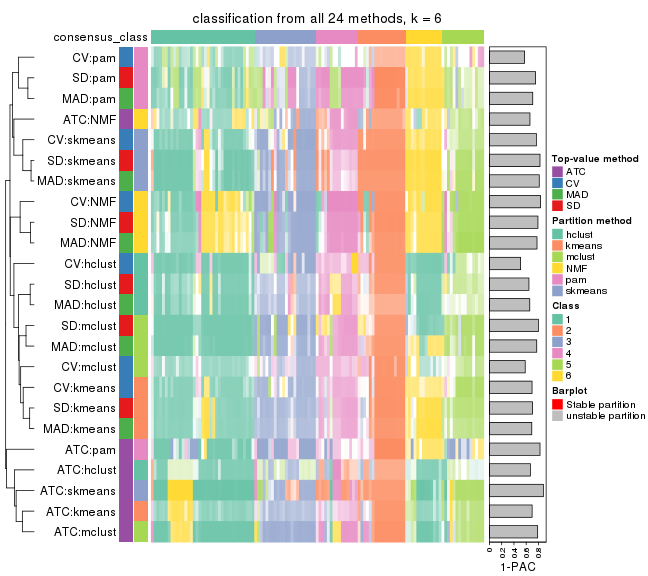 classification from all 24 methods, k = 6
consensus_class
CV:pam
SD:pam
MAD:pam
ATC:NMF
CV:skmeans
SD:skmeans
MAD:skmeans
CV:NMF
SD:NMF
MAD:NMF
CV:hclust
SD:hclust
MAD:hclust
SD:mclust
MAD:mclust
CV:mclust
CV:kmeans
SD:kmeans
MAD:kmeans
ATC:pam
ATC:hclust
ATC:skmeans
ATC:kmeans
ATC:mclust
0
0.2
0.4
0.6
0.8
1-PAC
Top-value method
ATC
CV
MAD
SD
Partition method
hclust
kmeans
mclust
NMF
pam
skmeans
Class
1
2
3
4
5
6
Barplot
Stable partition
unstable partition